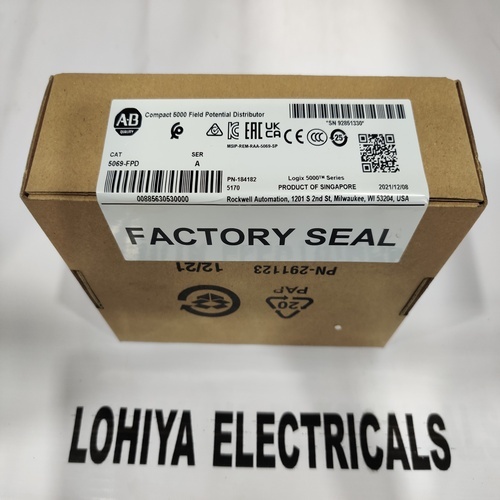 AB
QUALITY
Compact 5000 Field Potential Distributor
*SN 92851330*
MSIP-REM-RAA-5069-SP
CAT
SER
5069-FPD
A
PN-184182
Logix 5000™ Series
5170
PRODUCT OF SINGAPORE
2021/12/08
00885630530000
Rockwell Automation, 1201 S 2nd St, Milwaukee, WI 53204, USA
FACTORY SEAL
PN-291123
12/21
20
PAP
LOHIYA ELECTRICALS